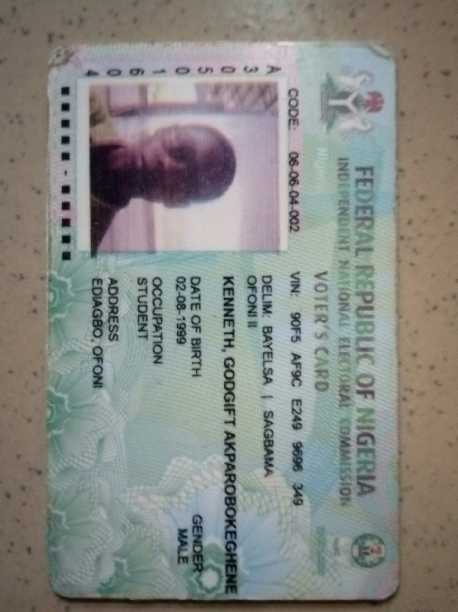 FEDERAL REPUBLIC OF NIGERIA
INDEPENDENT NATIONAL ELECTORAL COMMISSION
VOTER'S CARD
CODE: 06-06-04-002
VIN: 90F5 AF9C E249 9696 349
DELIM: BAYELSA | SAGBAMA
OFONI II
KENNETH, GODGIFT AKPAROBOKEGHENE
DATE OF BIRTH
02-08-1999
GENDER
MALE
OCCUPATION
STUDENT
ADDRESS
EDIAGBO, OFONI
A30501604